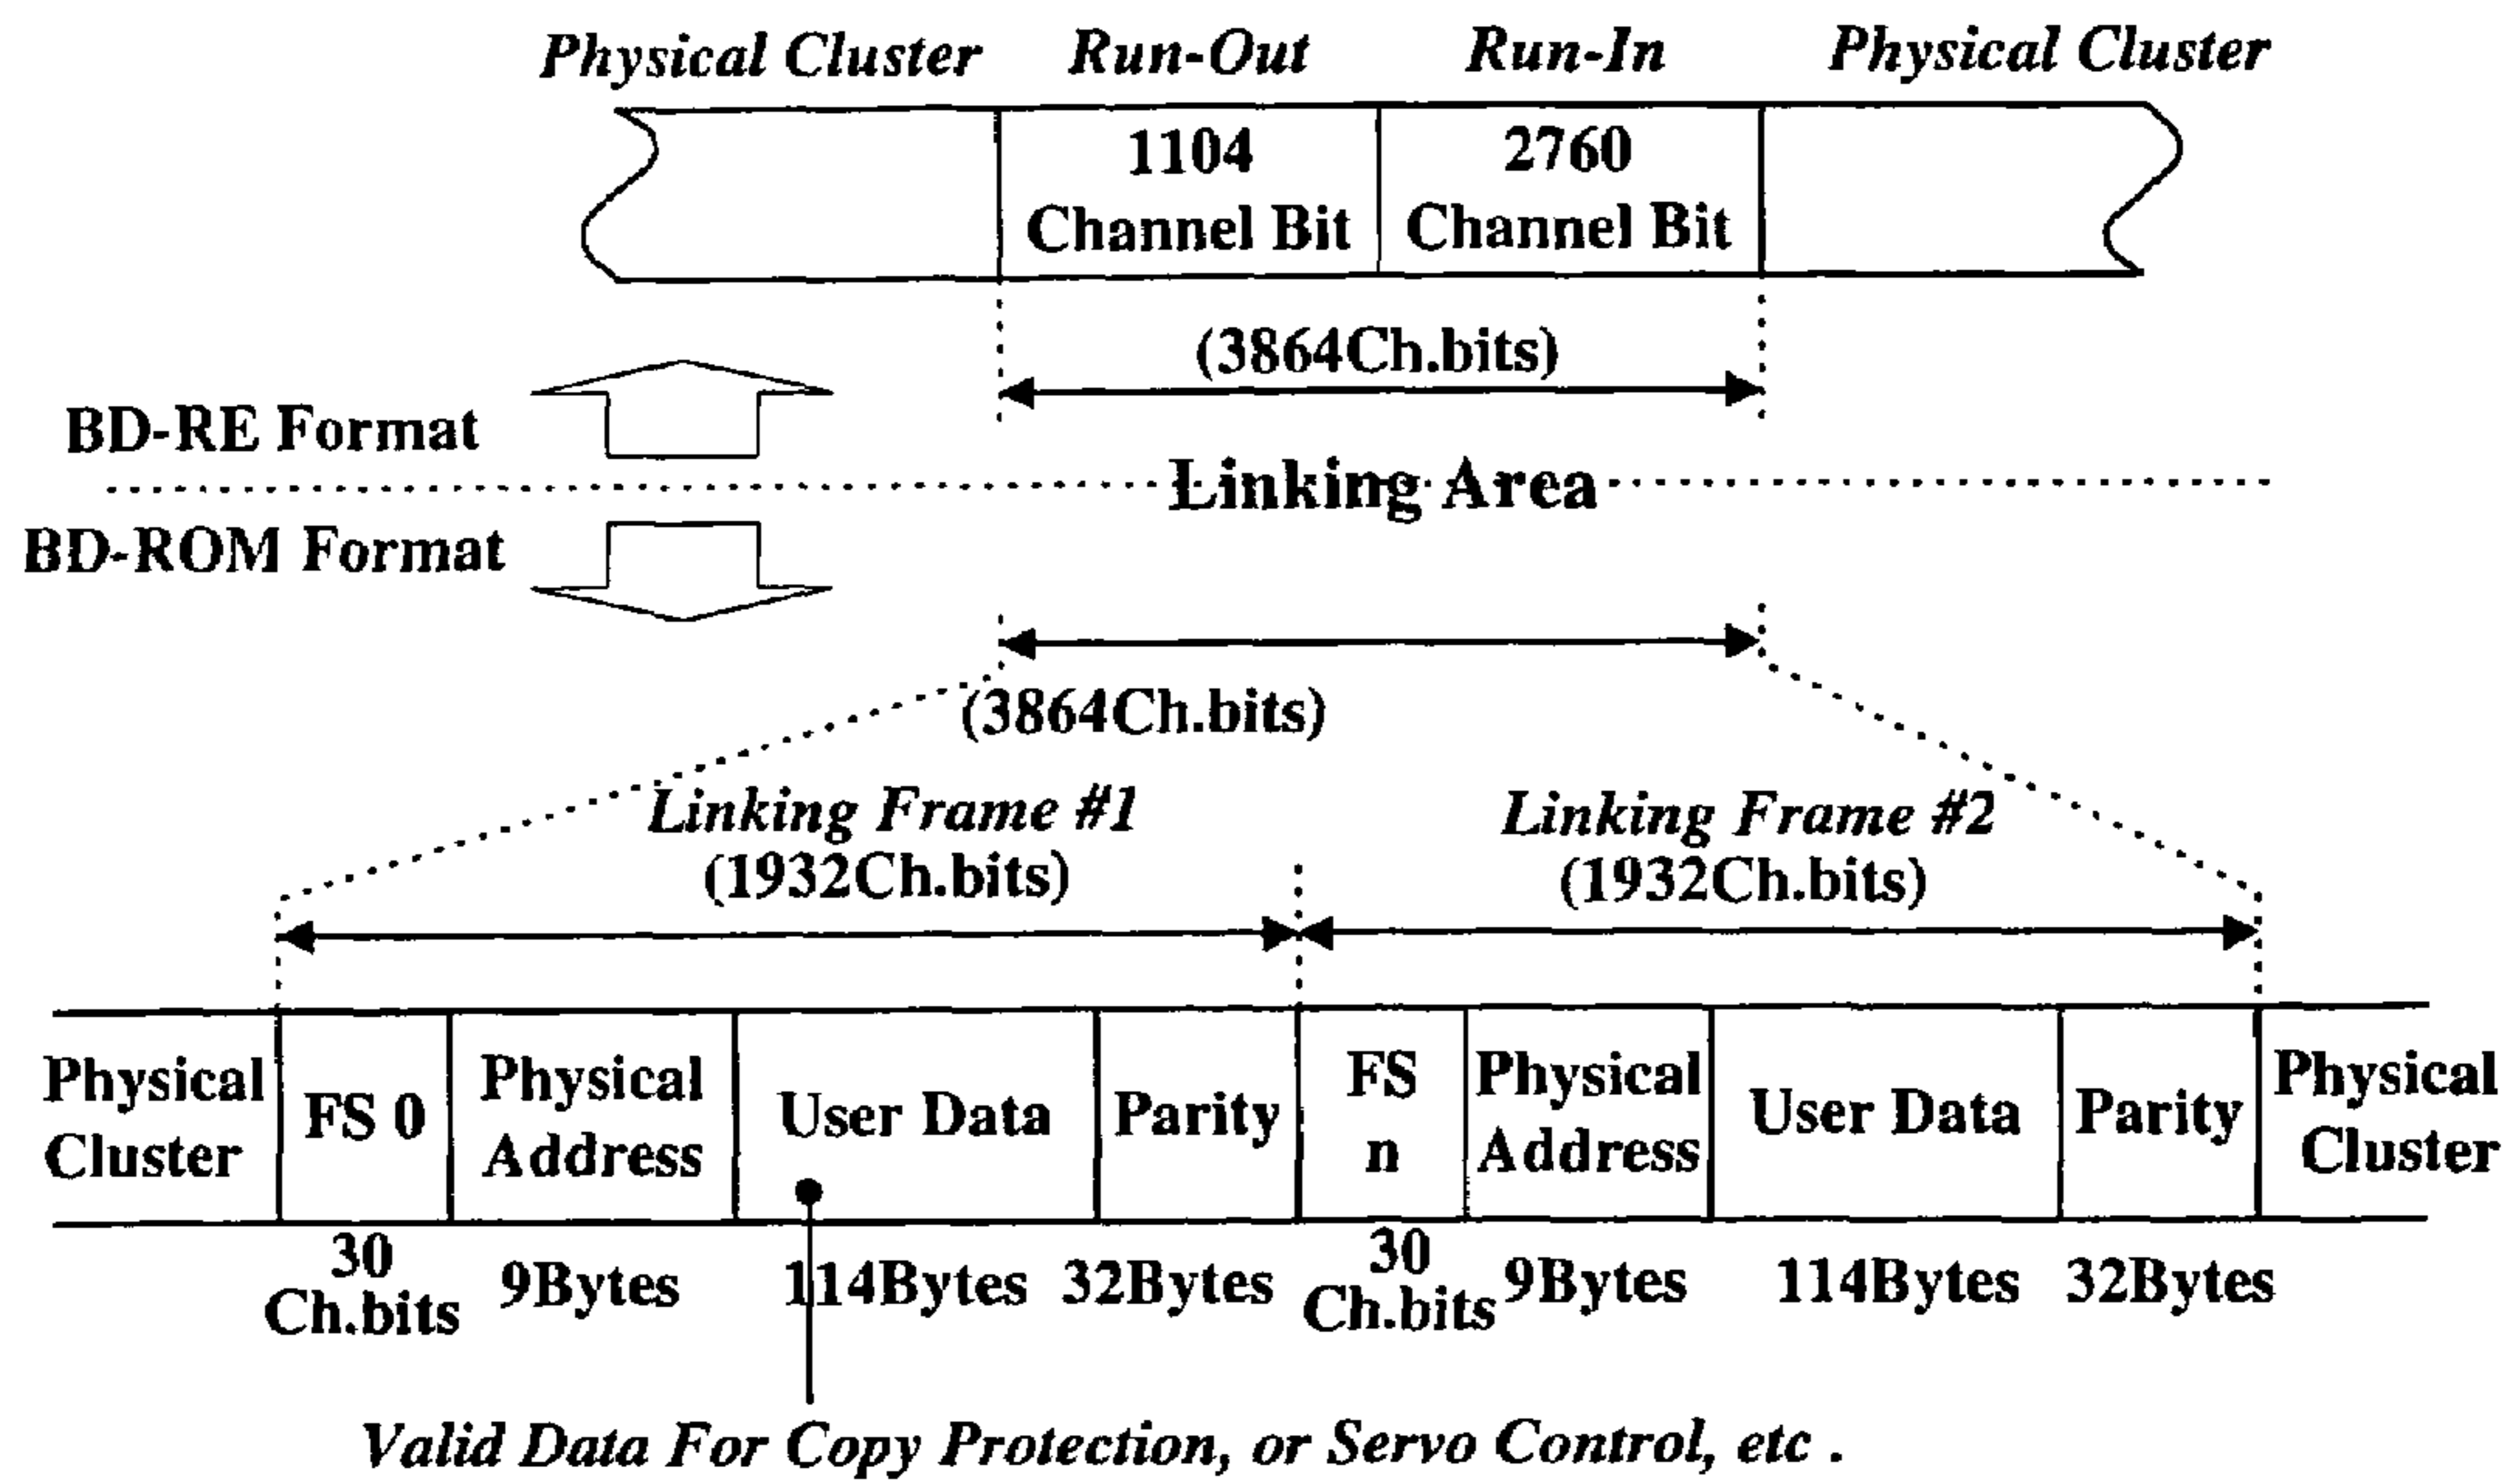 Physical Cluster Run-Out Run-In Physical Cluster
1104 2760
Channel Bit Channel Bit
(3864Ch.bits)
BD-RE Format
Linking Area
BD-ROM Format
(3864Ch.bits)
Linking Frame #1 Linking Frame #2
(1932Ch.bits) (1932Ch.bits)
Physical Cluster FS 0 Physical Address User Data Parity FS n Physical Address User Data Parity Physical Cluster
30 Ch.bits 9Bytes 114Bytes 32Bytes 30 Ch.bits 9Bytes 114Bytes 32Bytes
Valid Data For Copy Protection, or Servo Control, etc .